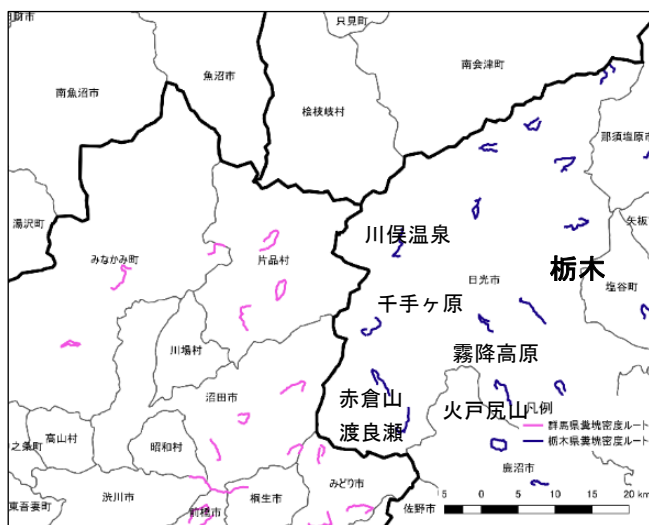 只見町
南会津町
魚沼市
南魚沼市
桧枝岐村
那須塩原市
湯沢町
矢板
川俣温泉
みなかみ町
片品村
栃木
日光市
塩谷町
千手ヶ原
川場村
霧降高原
赤倉山
火戸尻山
凡例
沼田市
群馬県糞塊密度ルート
渡良瀬
栃木県糞塊密度ルート
高山村
昭和村
之条町
鹿沼市
みどり市
渋川市
桐生市
東吾妻町
前橋市
佐野市
5 0 5 10 15 20 km